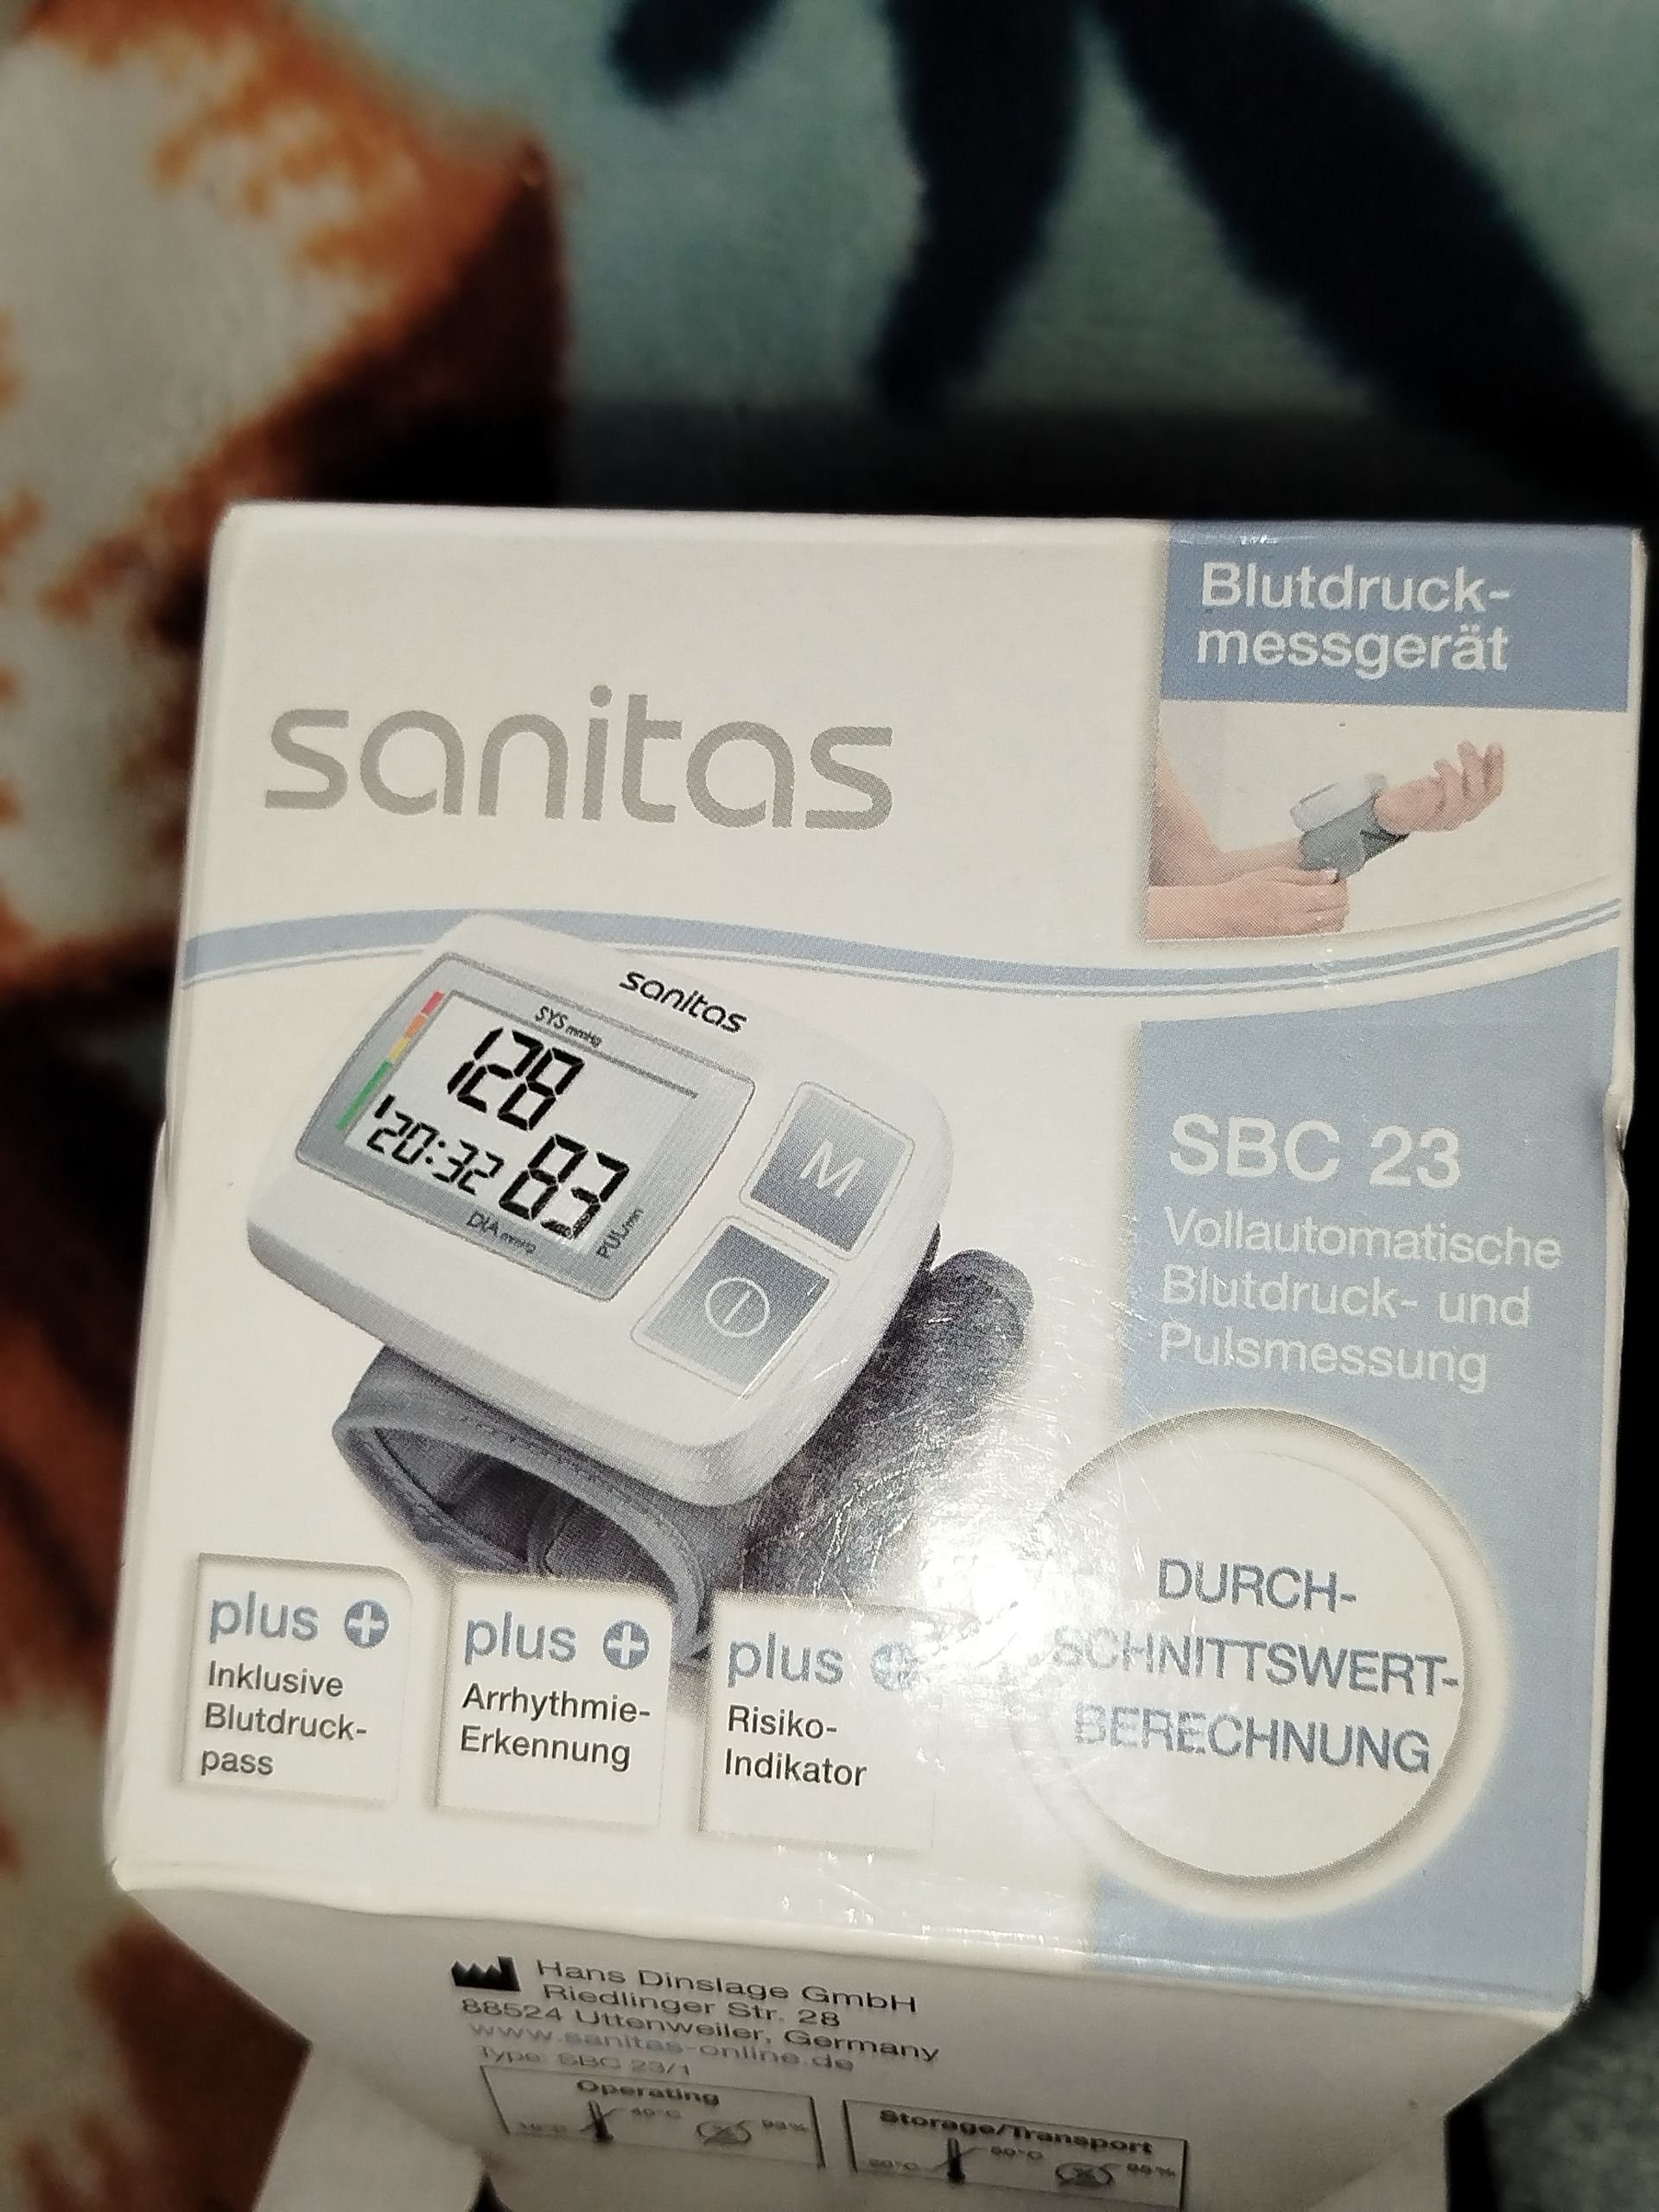 Blutdruck-
messgerät
sanitas
sanitas
SYS mmHg
128
20:32 83
DIA mmHg
PUL/min
M
SBC 23
Vollautomatische
Blutdruck- und
Pulsmessung
DURCH-
SCHNITTSWERT-
BERECHNUNG
plus
Inklusive
Blutdruck-
pass
plus
Arrhythmie-
Erkennung
plus
Risiko-
Indikator
Hans Dinslage GmbH
Riedlinger Str. 28
88524 Uttenweiler, Germany
www.sanitas-online.de
Type: SBC 23/1
Operating
40°C
Storage/Transport